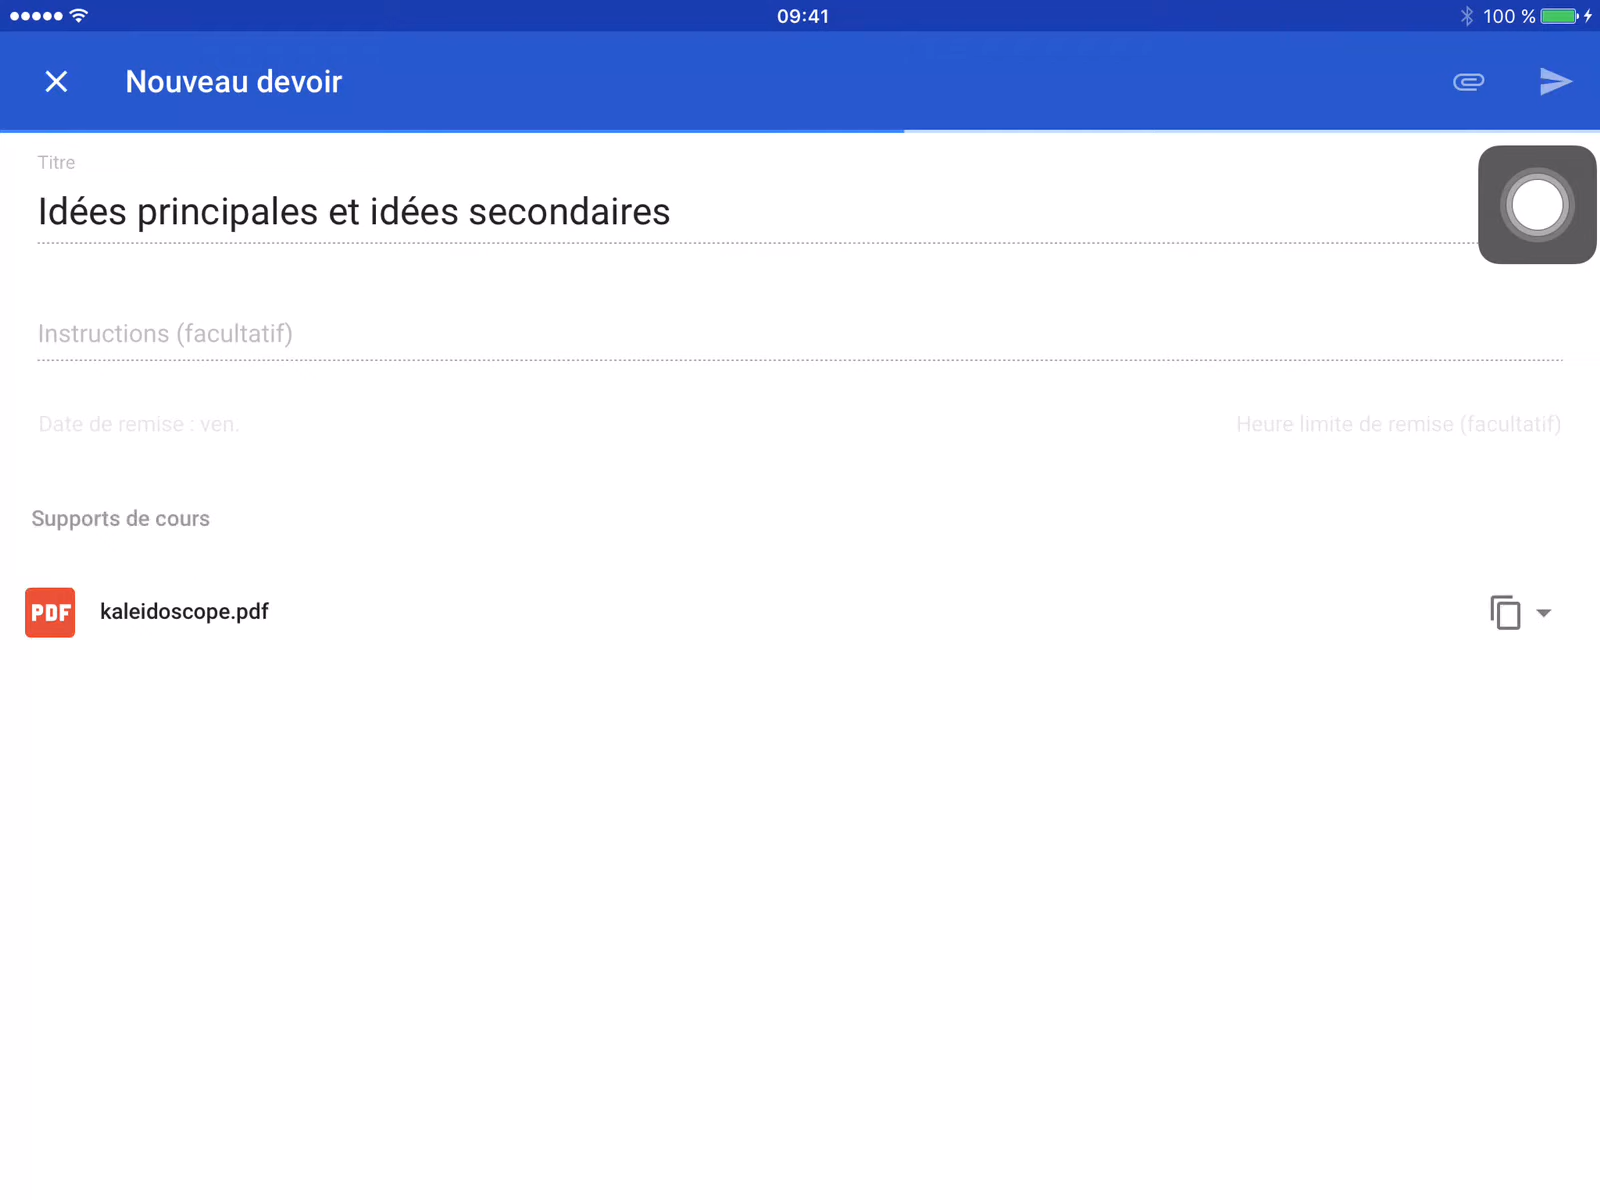 09:41
100 %
Nouveau devoir
Titre
Idées principales et idées secondaires
Instructions (facultatif)
Date de remise : ven.
Heure limite de remise (facultatif)
Supports de cours
PDF
kaleidoscope.pdf